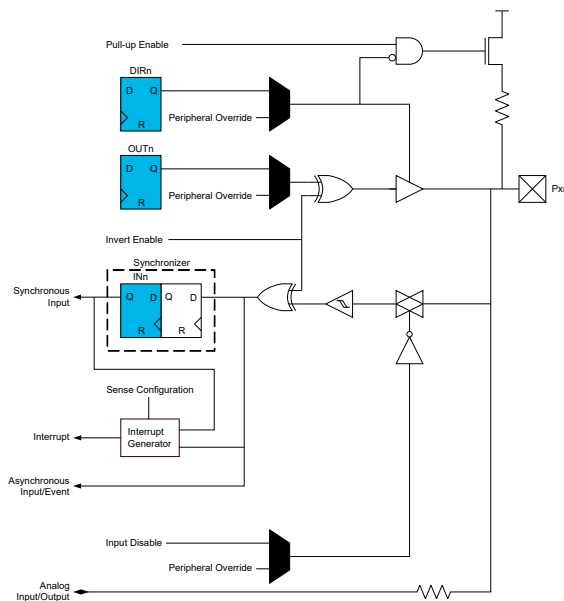 Pull-up Enable
DIRn
D Q
R
Peripheral Override
OUTn
D Q
R
Peripheral Override
Pxn
Invert Enable
Synchronizer
INn
Synchronous
Input
Q D Q D
R R
Sense Configuration
Interrupt
Interrupt
Generator
Asynchronous
Input/Event
Input Disable
Peripheral Override
Analog
Input/Output